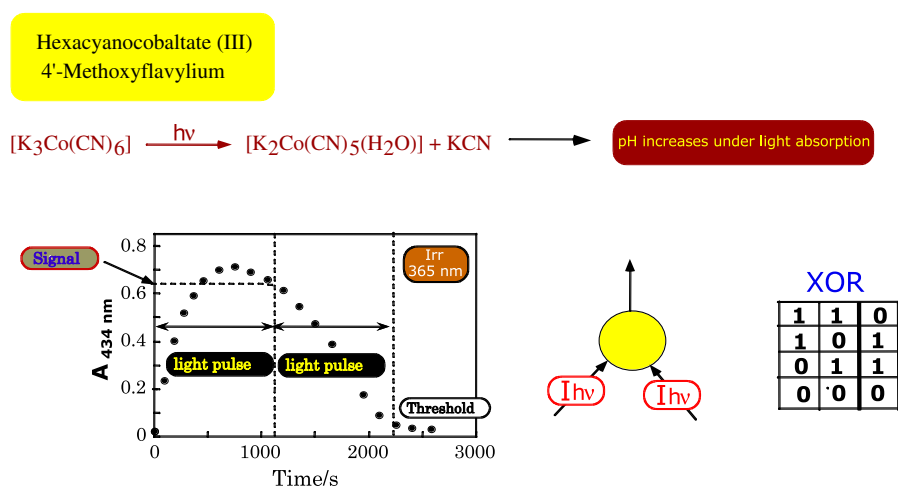 Hexacyanocobaltate (III)
4'-Methoxyflavylium
[K3Co(CN)6] hν [K2Co(CN)5(H2O)] + KCN
pH increases under light absorption
Signal
A 434 nm
0.8
0.6
0.4
0.2
0
0 1000 2000 3000
Time/s
light pulse light pulse
Irr
365 nm
Threshold
Ihν Ihν
XOR
1 1 0
1 0 1
0 1 1
0 0 0